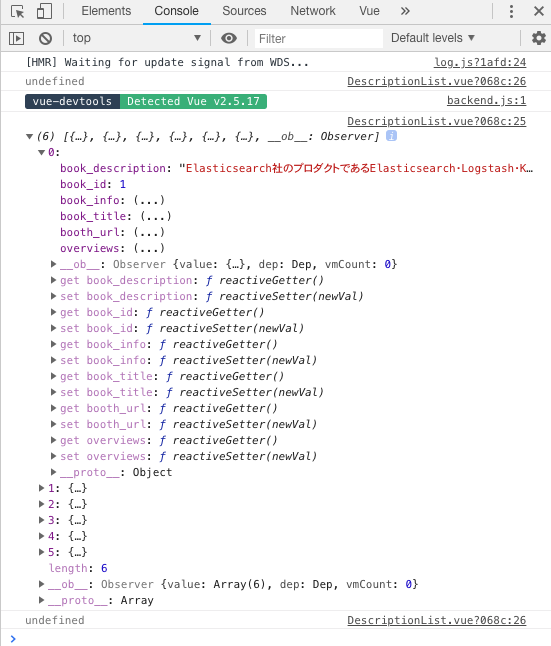 Elements Console Sources Network Vue »
top Filter Default levels
[HMR] Waiting for update signal from WDS... log.js?1afd:24
undefined DescriptionList.vue?068c:26
vue-devtools Detected Vue v2.5.17 backend.js:1
DescriptionList.vue?068c:25
(6) [{…}, {…}, {…}, {…}, {…}, {…}, __ob__: Observer] i
0:
book_description: "Elasticsearch社のプロダクトであるElasticsearch・Logstash・K…
book_id: 1
book_info: (...)
book_title: (...)
booth_url: (...)
overviews: (...)
__ob__: Observer {value: {…}, dep: Dep, vmCount: 0}
get book_description: ƒ reactiveGetter()
set book_description: ƒ reactiveSetter(newVal)
get book_id: ƒ reactiveGetter()
set book_id: ƒ reactiveSetter(newVal)
get book_info: ƒ reactiveGetter()
set book_info: ƒ reactiveSetter(newVal)
get book_title: ƒ reactiveGetter()
set book_title: ƒ reactiveSetter(newVal)
get booth_url: ƒ reactiveGetter()
set booth_url: ƒ reactiveSetter(newVal)
get overviews: ƒ reactiveGetter()
set overviews: ƒ reactiveSetter(newVal)
__proto__: Object
1: {…}
2: {…}
3: {…}
4: {…}
5: {…}
length: 6
__ob__: Observer {value: Array(6), dep: Dep, vmCount: 0}
__proto__: Array
undefined DescriptionList.vue?068c:26